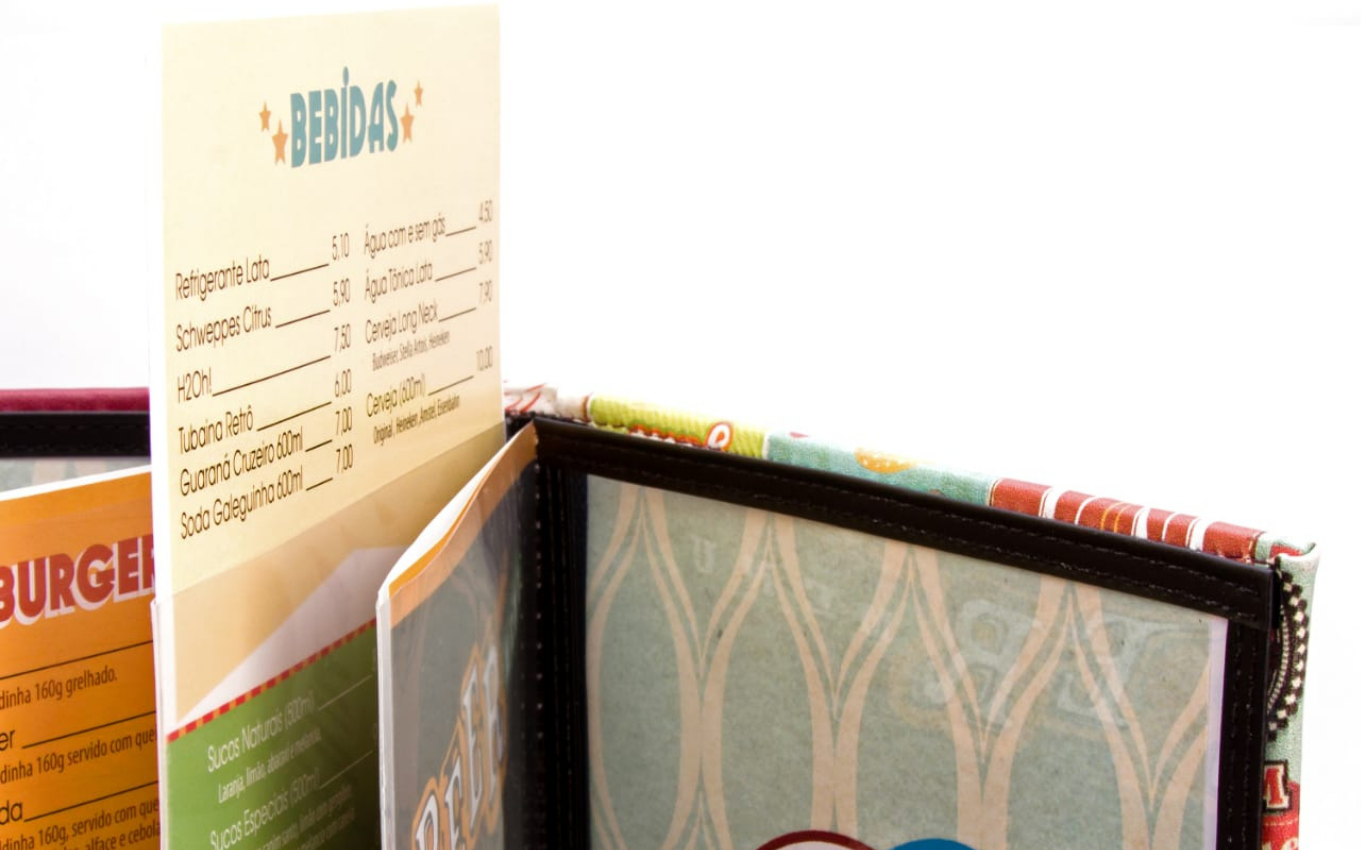 BEBIDAS
Refrigerante Lata 5,10
Schweppes Citrus 5,90
H2Oh! 7,50
Tubaína Retrô 6,00
Guaraná Cruzeiro 600ml 7,00
Soda Galeguinha 600ml 7,00
Água com e sem gás 4,50
Água Tônica Lata 5,90
Cerveja Long Neck 7,90
Budweiser, Stella Artois, Heineken
Cerveja (600ml) 10,00
Original, Heineken, Amstel, Eisenbahn
BURGER
dinha 160g grelhado.
er
dinha 160g servido com que
da
dinha 160g, servido com que
alface e cebola
Sucos Naturais (500ml)
Laranja, limão, abacaxi e melancia.
Sucos Especiais (500ml)